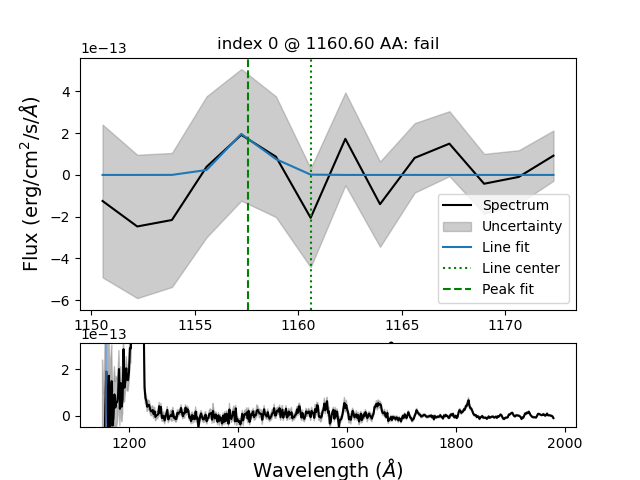 index 0 @ 1160.60 AA: fail
1e−13
Flux (erg/cm²/s/Å)
4
2
0
−2
−4
−6
Spectrum
Uncertainty
Line fit
Line center
Peak fit
1150 1155 1160 1165 1170
1e−13
2
0
1200 1400 1600 1800 2000
Wavelength (Å)